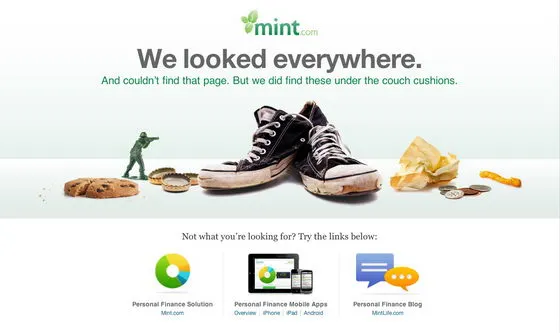 mint.com
We looked everywhere.
And couldn't find that page. But we did find these under the couch cushions.
Not what you're looking for? Try the links below:
Personal Finance Solution
Mint.com
Personal Finance Mobile Apps
Overview | iPhone | iPad | Android
Personal Finance Blog
MintLife.com